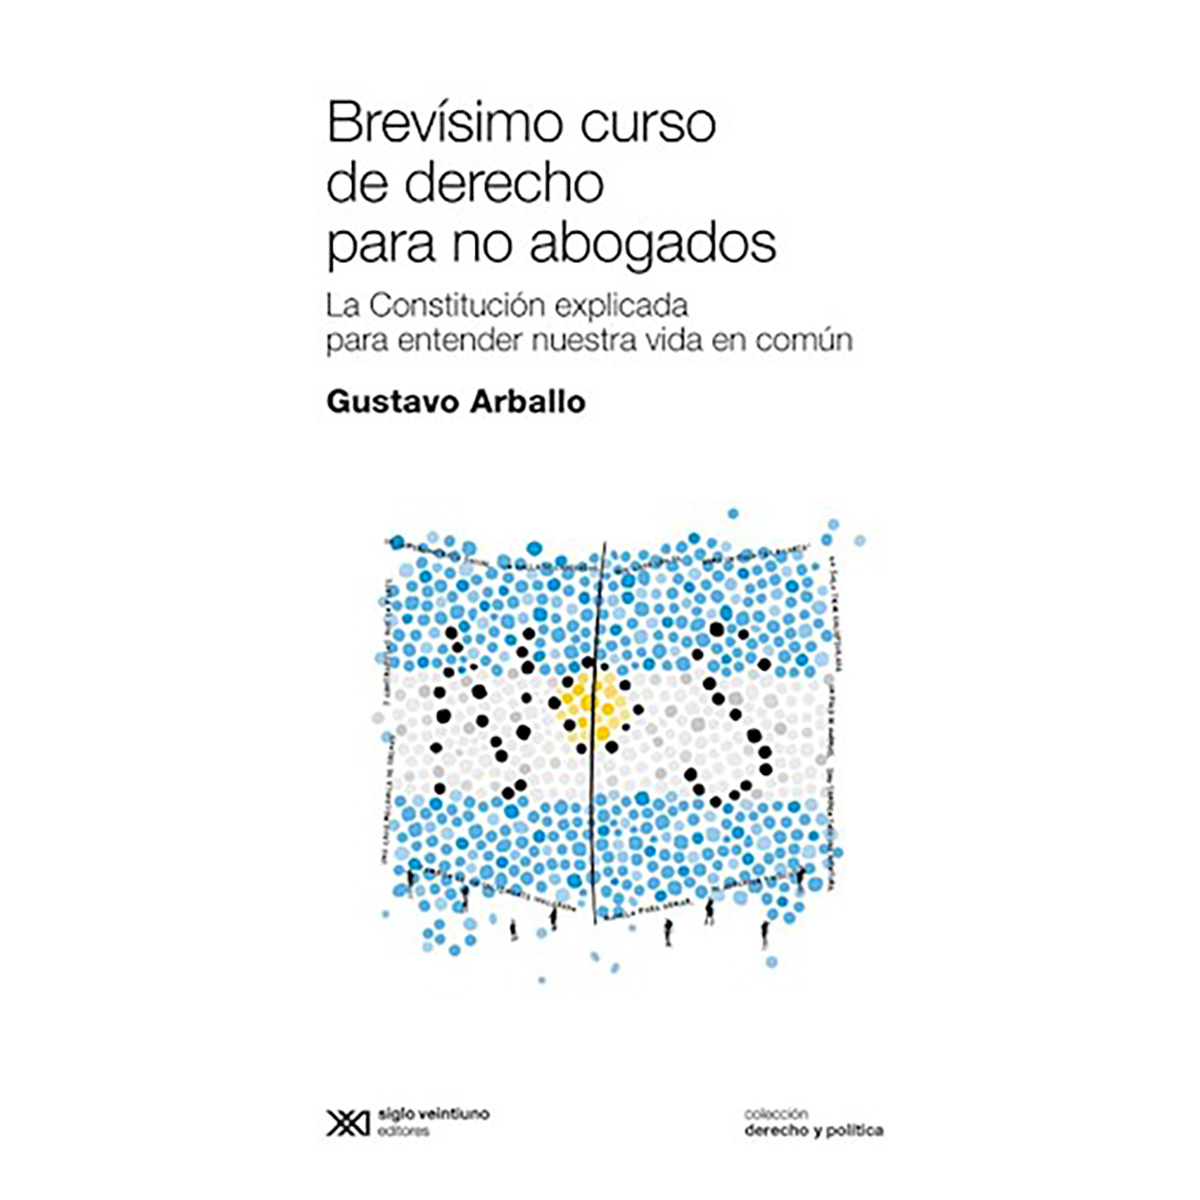 Brevísimo curso
de derecho
para no abogados
La Constitución explicada
para entender nuestra vida en común
Gustavo Arballo
NOS
siglo veintiuno
editores
colección
derecho y política